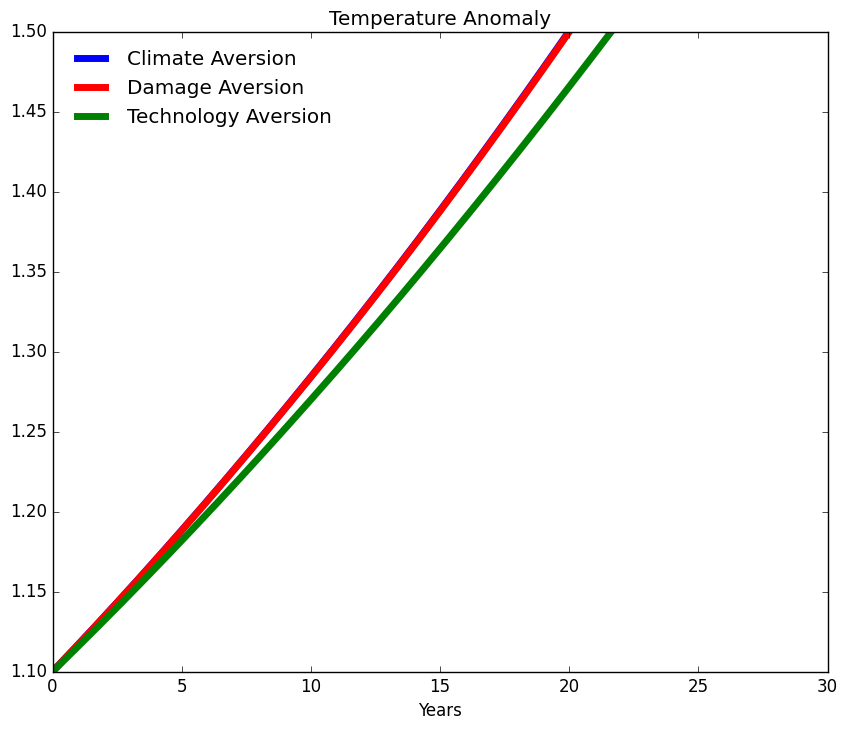 Temperature Anomaly
1.50
Climate Aversion
Damage Aversion
Technology Aversion
1.45
1.40
1.35
1.30
1.25
1.20
1.15
1.10
0 5 10 15 20 25 30
Years